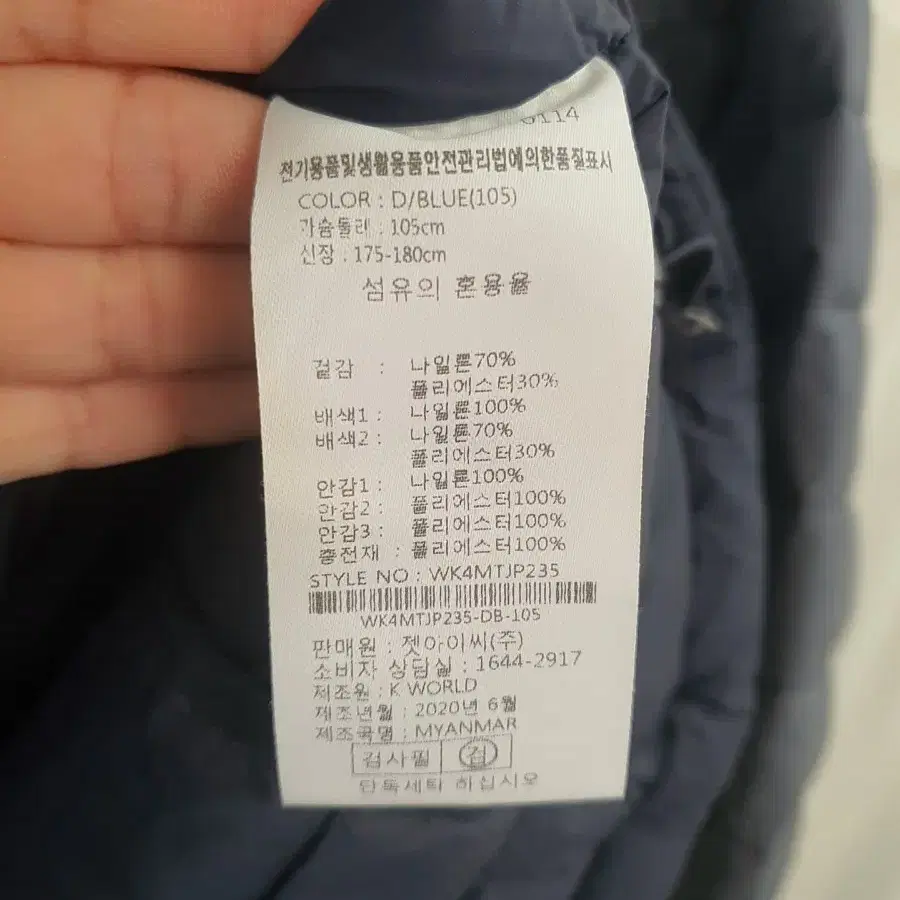 전기용품및생활용품안전관리법에의한품질표시
COLOR : D/BLUE(105)
가슴둘레 : 105cm
신장 : 175-180cm
섬유의 혼용율
겉감 : 나일론70%
폴리에스터30%
배색1 : 나일론100%
배색2 : 나일론70%
폴리에스터30%
안감1 : 나일론100%
안감2 : 폴리에스터100%
안감3 : 폴리에스터100%
충전재 : 폴리에스터100%
STYLE NO : WK4MTJP235
WK4MTJP235-DB-105
판매원 : 젯아이씨(주)
소비자 상담실 : 1644-2917
제조원 : K WORLD
제조년월 : 2020년 6월
제조국명 : MYANMAR
검사필 검
단독세탁 하십시오